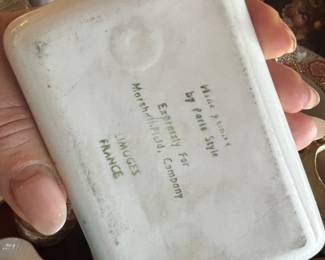 by Paris Style
Expressly For
Marshall Field, Company
LIMOGES
FRANCE